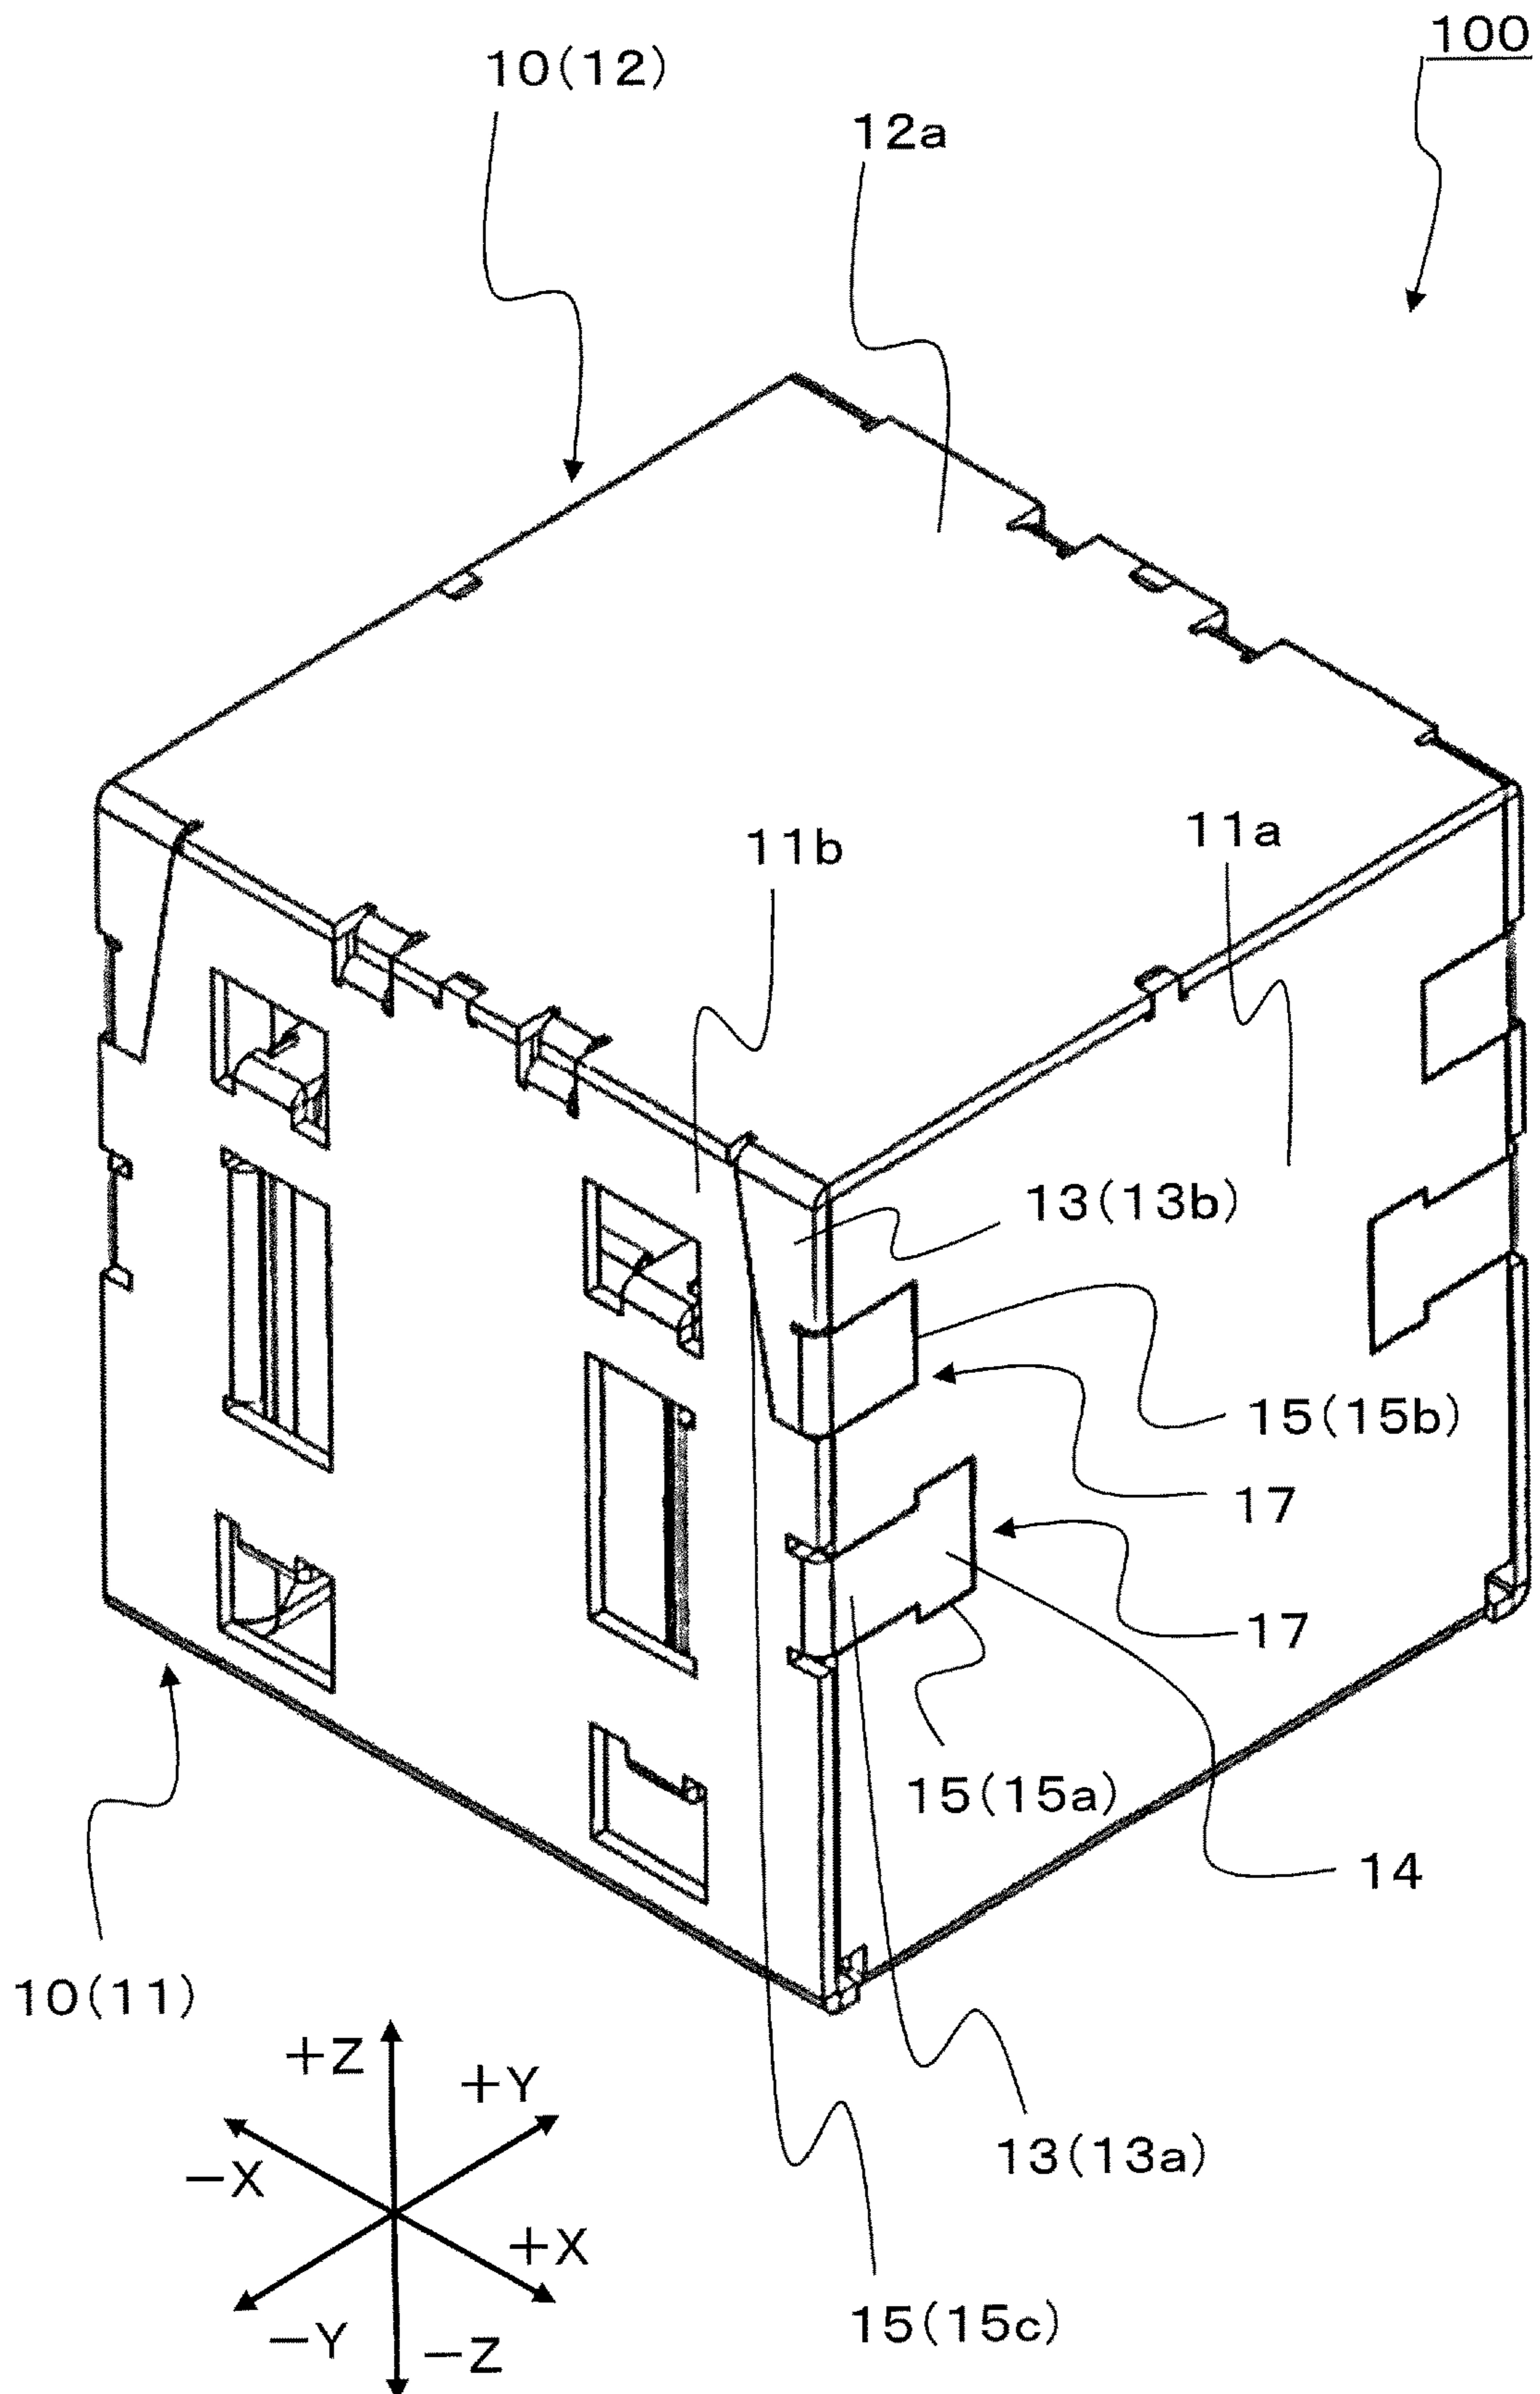 100
10(12)
12a
11b
11a
13(13b)
15(15b)
17
17
15(15a)
14
10(11)
+Z
+Y
13(13a)
−X
+X
15(15c)
−Y
−Z